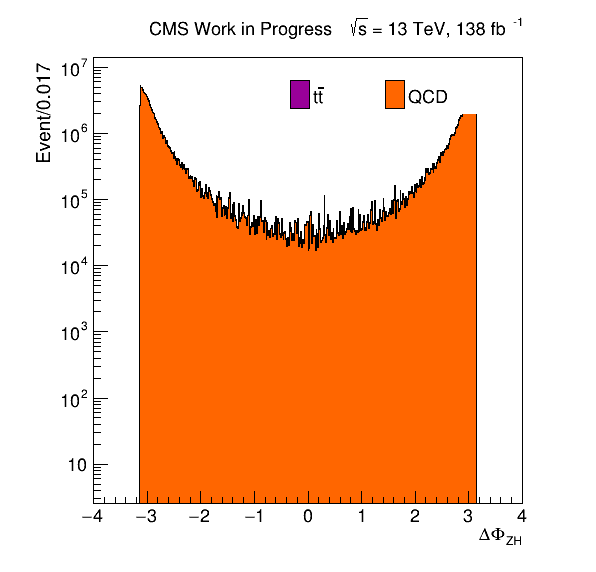 CMS Work in Progress √s = 13 TeV, 138 fb⁻¹
Event/0.017
tt̄ QCD
10⁷
10⁶
10⁵
10⁴
10³
10²
10
−4 −3 −2 −1 0 1 2 3 4
ΔΦ_ZH